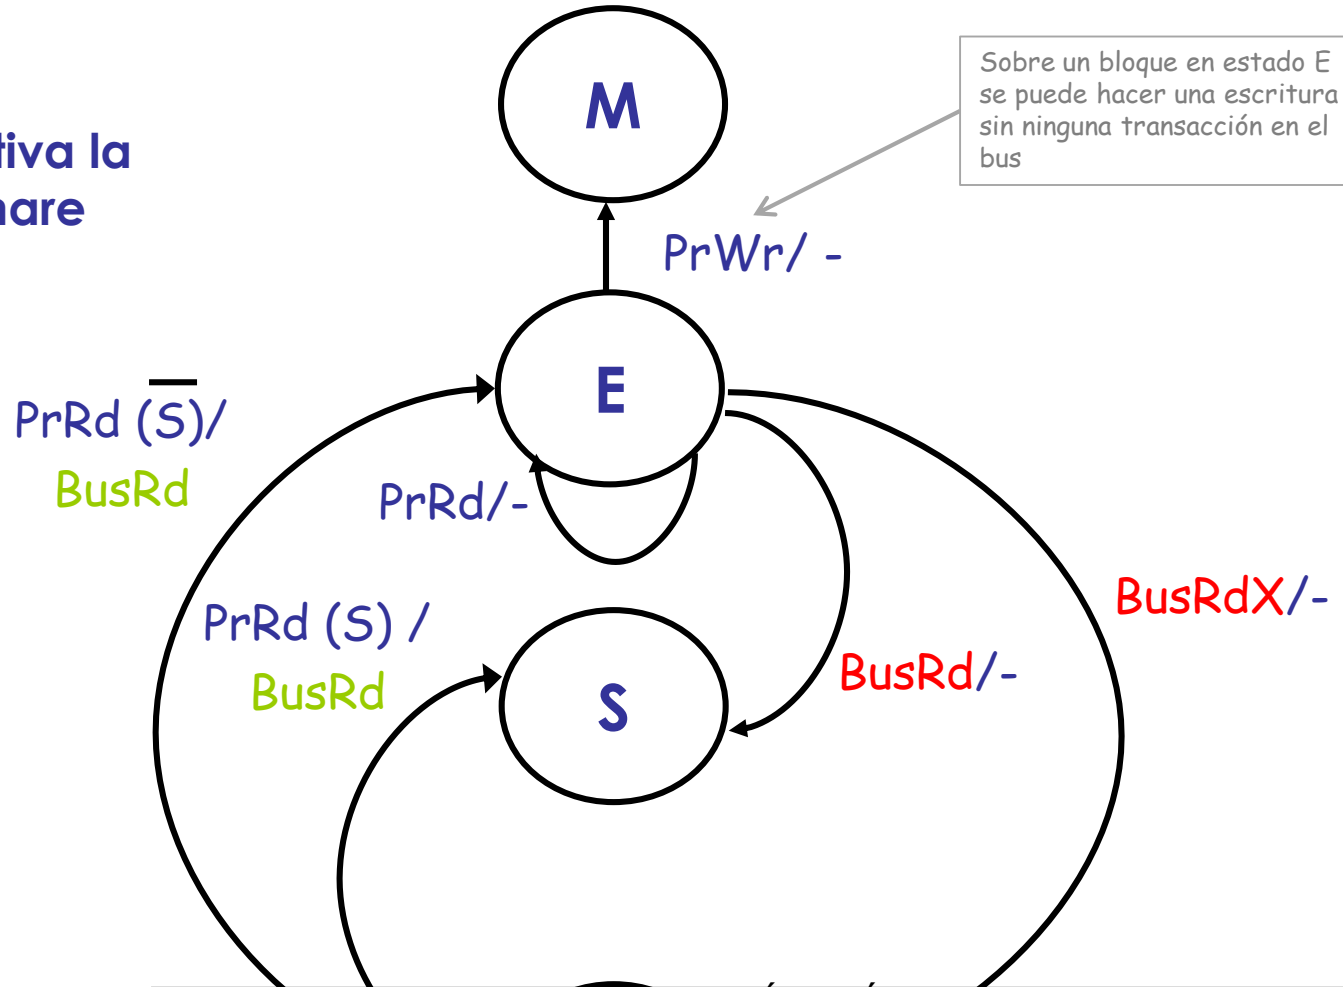 M
Sobre un bloque en estado E
se puede hacer una escritura
sin ninguna transacción en el
bus
tiva la
are
PrWr/ -
E
PrRd (S̅)/
BusRd
PrRd/-
PrRd (S) /
BusRd
S
BusRdX/-
BusRd/-